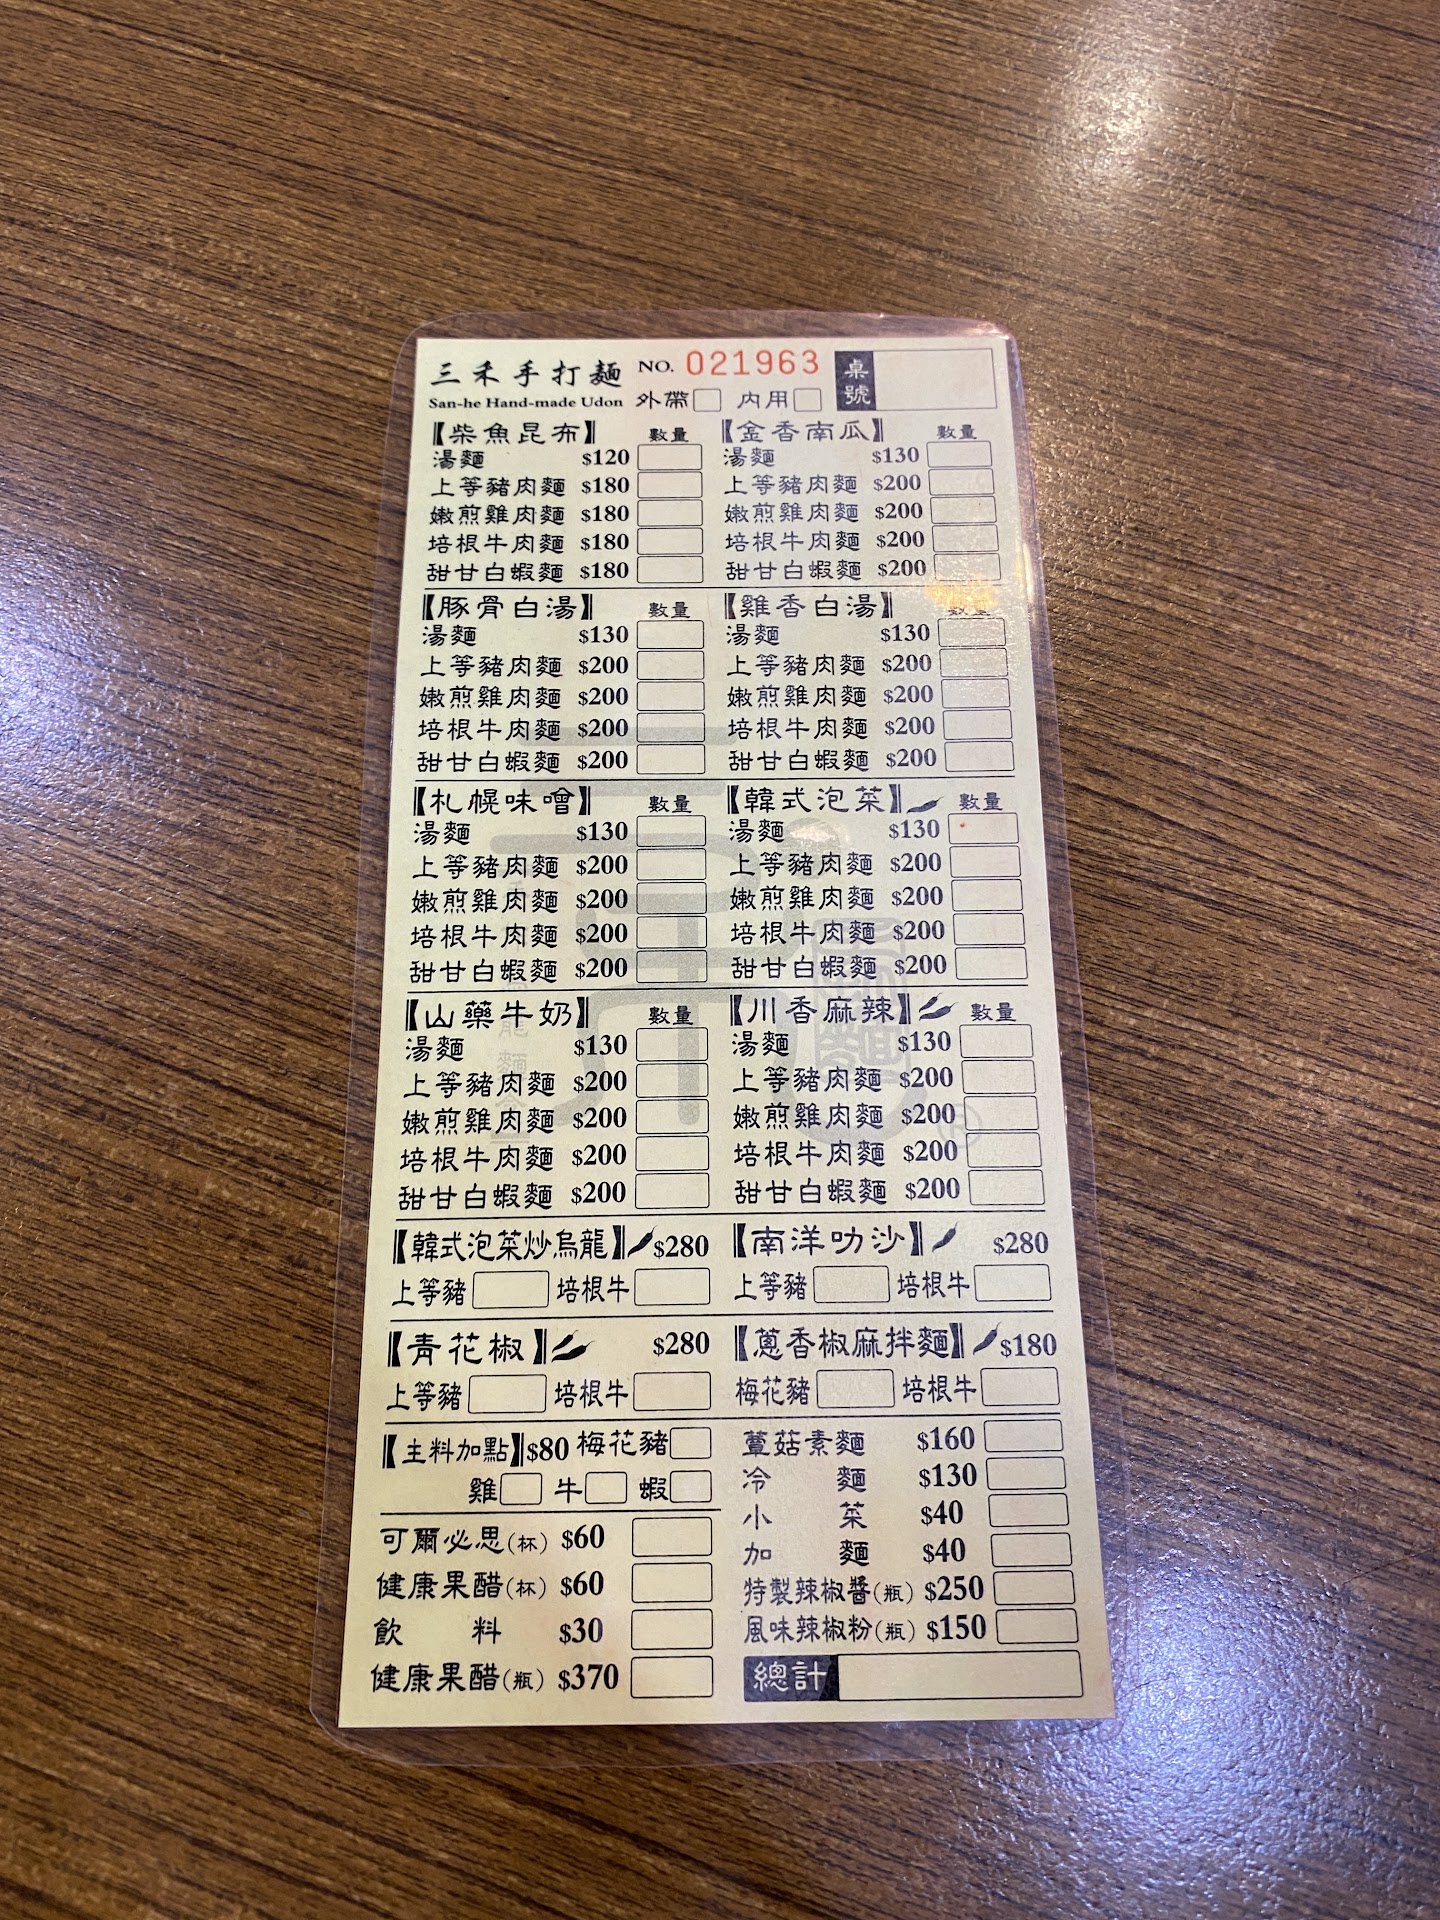 三禾手打麵 NO. 021963 桌號
San-he Hand-made Udon 外帶 內用
【柴魚昆布】 數量
湯麵 $120
上等豬肉麵 $180
嫩煎雞肉麵 $180
培根牛肉麵 $180
甜甘白蝦麵 $180
【金香南瓜】 數量
湯麵 $130
上等豬肉麵 $200
嫩煎雞肉麵 $200
培根牛肉麵 $200
甜甘白蝦麵 $200
【豚骨白湯】 數量
湯麵 $130
上等豬肉麵 $200
嫩煎雞肉麵 $200
培根牛肉麵 $200
甜甘白蝦麵 $200
【雞香白湯】 數量
湯麵 $130
上等豬肉麵 $200
嫩煎雞肉麵 $200
培根牛肉麵 $200
甜甘白蝦麵 $200
【札幌味噌】 數量
湯麵 $130
上等豬肉麵 $200
嫩煎雞肉麵 $200
培根牛肉麵 $200
甜甘白蝦麵 $200
【韓式泡菜】 數量
湯麵 $130
上等豬肉麵 $200
嫩煎雞肉麵 $200
培根牛肉麵 $200
甜甘白蝦麵 $200
【山藥牛奶】 數量
湯麵 $130
上等豬肉麵 $200
嫩煎雞肉麵 $200
培根牛肉麵 $200
甜甘白蝦麵 $200
【川香麻辣】 數量
湯麵 $130
上等豬肉麵 $200
嫩煎雞肉麵 $200
培根牛肉麵 $200
甜甘白蝦麵 $200
【韓式泡菜炒烏龍】 $280
上等豬 培根牛
【南洋叻沙】 $280
上等豬 培根牛
【青花椒】 $280
上等豬 培根牛
【蔥香椒麻拌麵】 $180
梅花豬 培根牛
【主料加點】 $80 梅花豬
雞 牛 蝦
可爾必思(杯) $60
健康果醋(杯) $60
飲料 $30
健康果醋(瓶) $370
蕈菇素麵 $160
冷麵 $130
小菜 $40
加麵 $40
特製辣椒醬(瓶) $250
風味辣椒粉(瓶) $150
總計